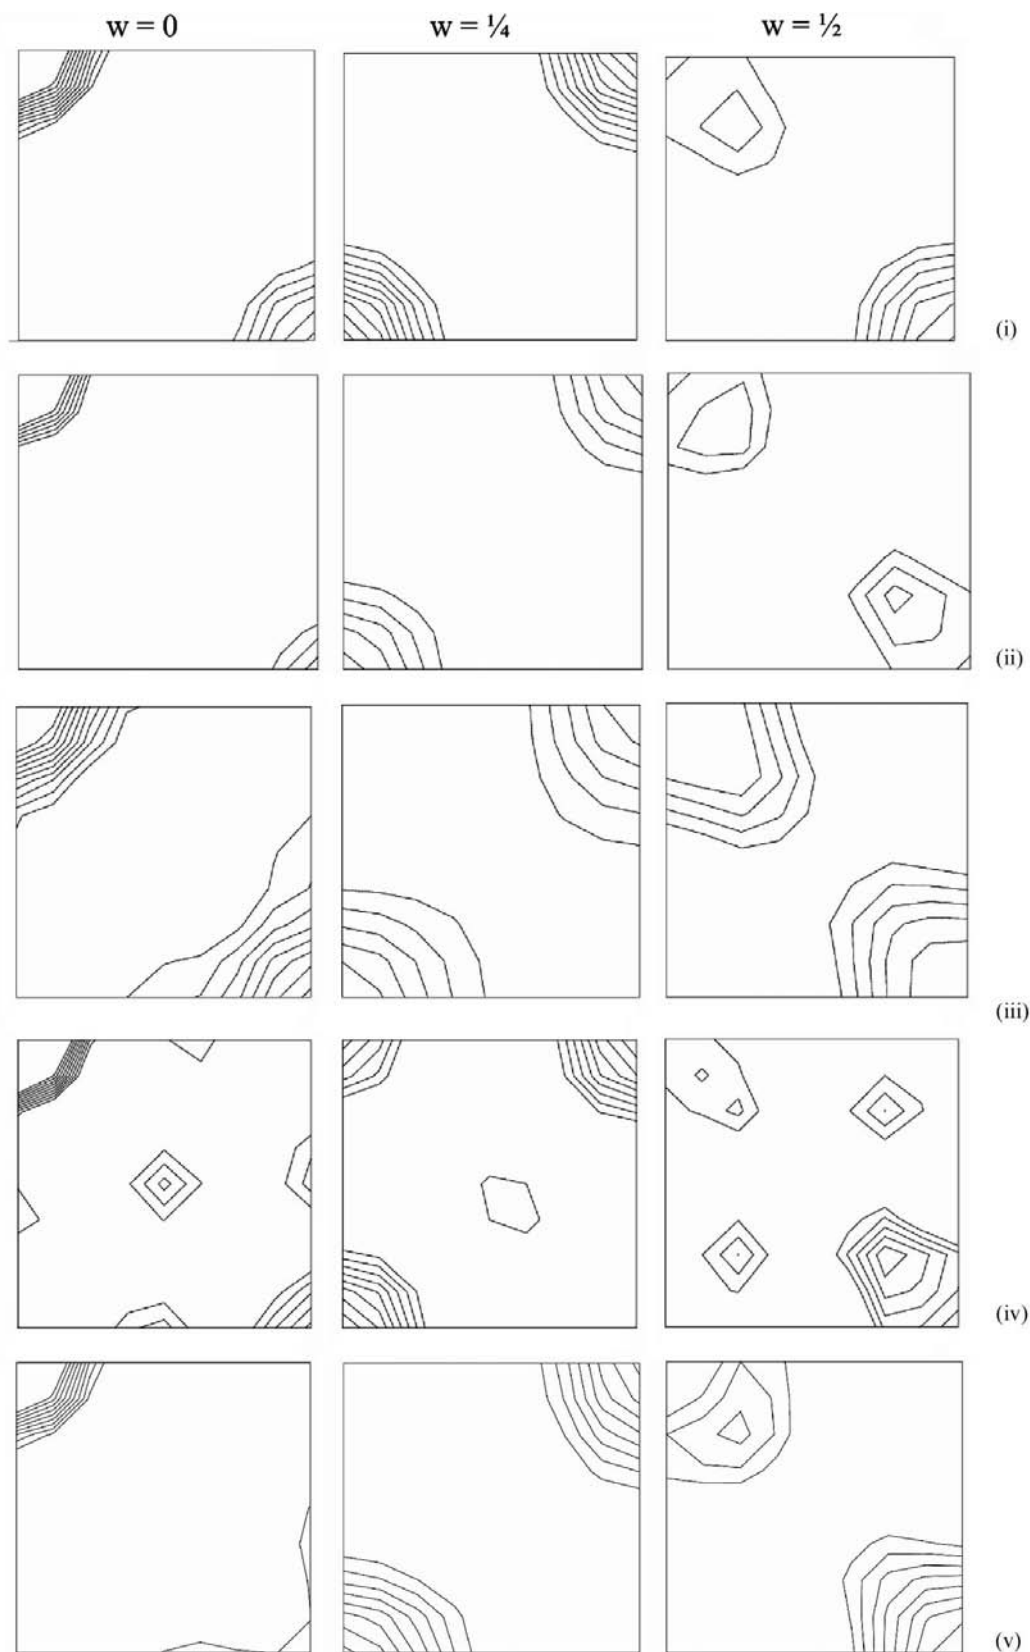 w = 0 w = ¼ w = ½
(i)
(ii)
(iii)
(iv)
(v)